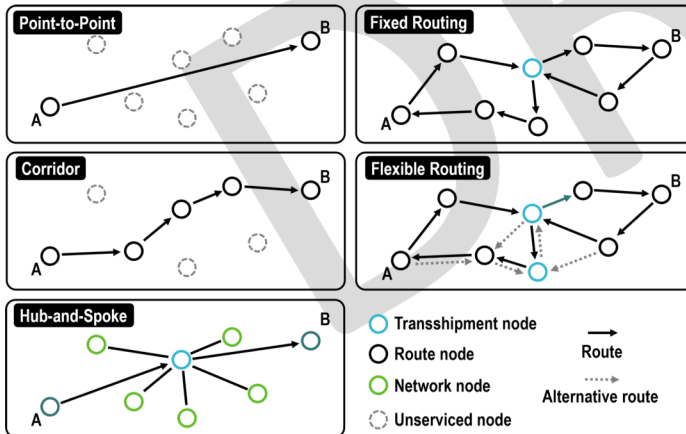 Point-to-Point
A
B
Fixed Routing
A
B
Corridor
A
B
Flexible Routing
A
B
Hub-and-Spoke
A
B
Transshipment node
Route node
Network node
Unserviced node
Route
Alternative route